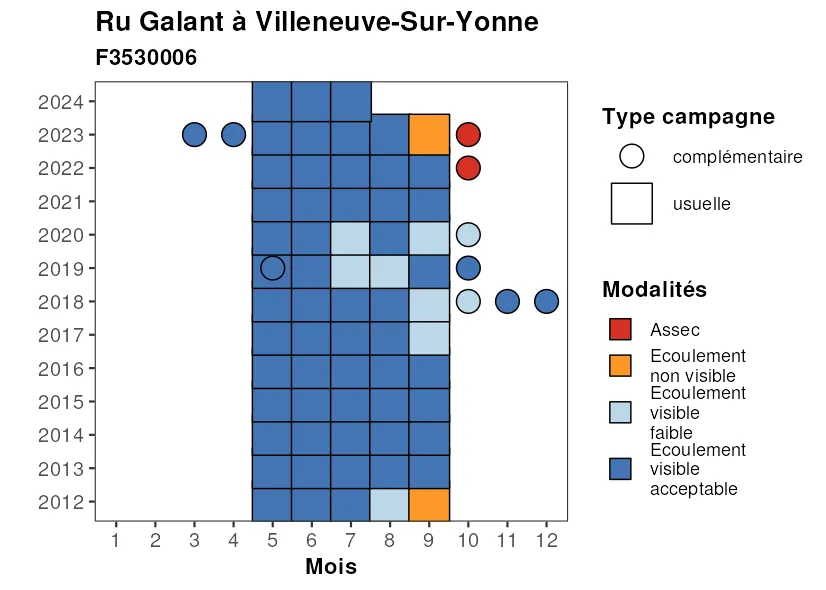 Ru Galant à Villeneuve-Sur-Yonne
F3530006
2024
2023
2022
2021
2020
2019
2018
2017
2016
2015
2014
2013
2012
1 2 3 4 5 6 7 8 9 10 11 12
Mois
Type campagne
complémentaire
usuelle
Modalités
Assec
Ecoulement
non visible
Ecoulement
visible
faible
Ecoulement
visible
acceptable